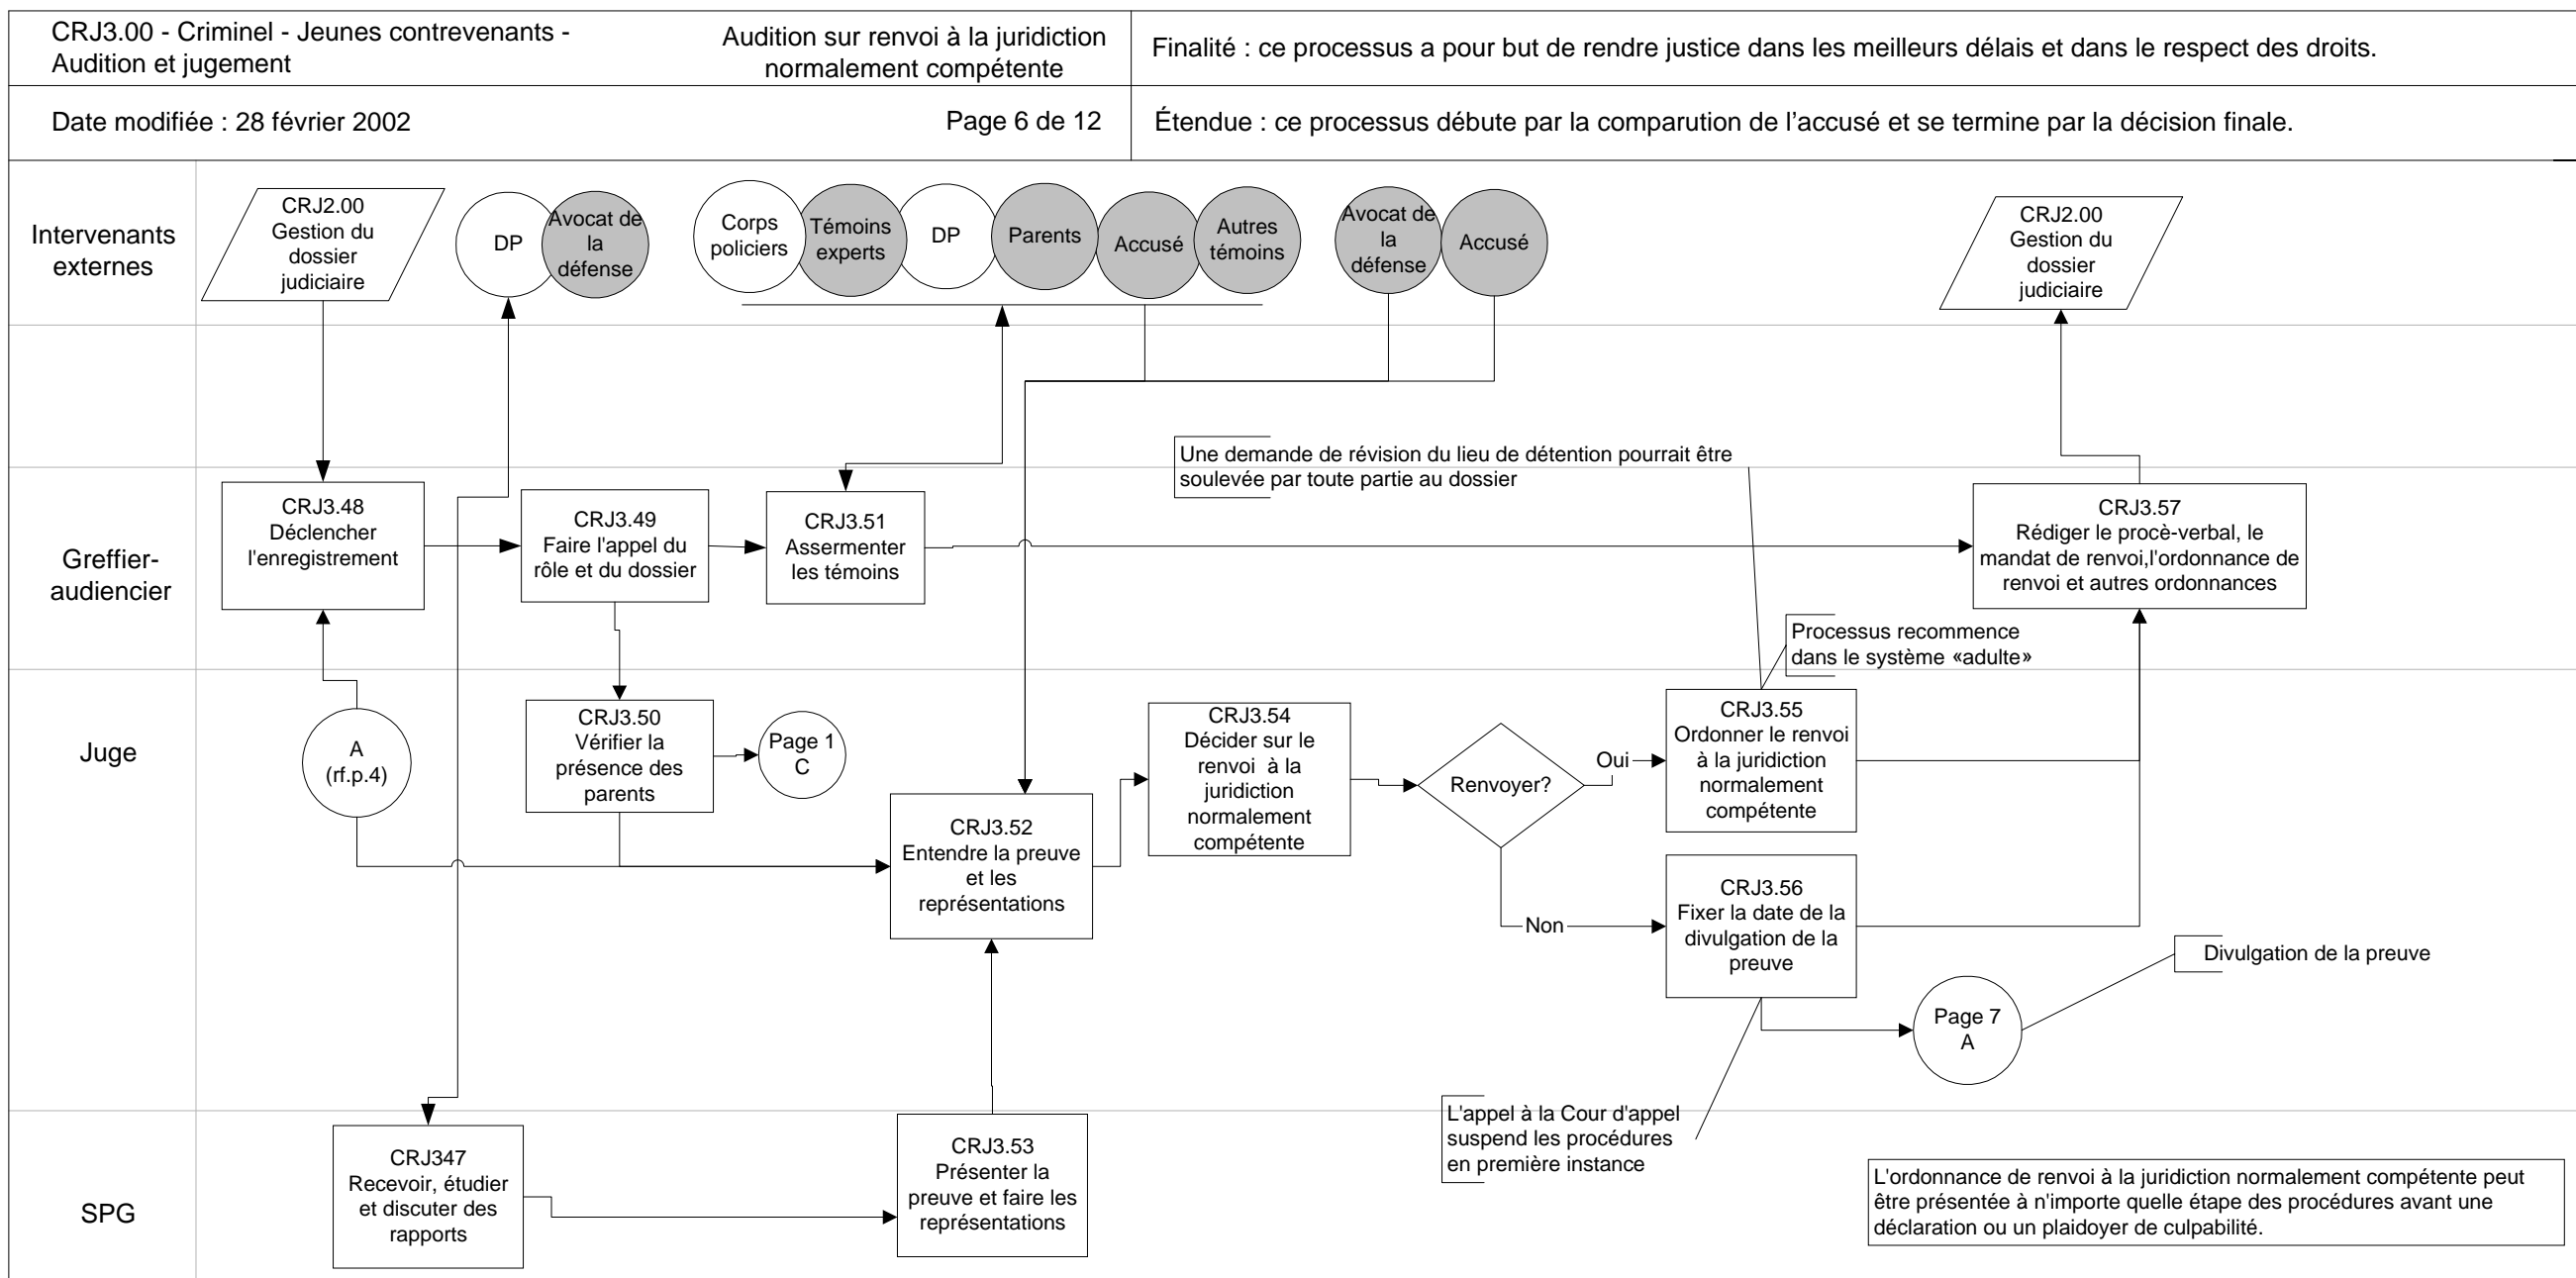 CRJ3.00 - Criminel - Jeunes contrevenants -
Audition et jugement
Audition sur renvoi à la juridiction
normalement compétente
Finalité : ce processus a pour but de rendre justice dans les meilleurs délais et dans le respect des droits.
Date modifiée : 28 février 2002
Page 6 de 12
Étendue : ce processus débute par la comparution de l'accusé et se termine par la décision finale.
Intervenants
externes
CRJ2.00
Gestion du
dossier
judiciaire
DP
Avocat de
la
défense
Corps
policiers
Témoins
experts
DP
Parents
Accusé
Autres
témoins
Avocat de
la
défense
Accusé
CRJ2.00
Gestion du
dossier
judiciaire
Une demande de révision du lieu de détention pourrait être
soulevée par toute partie au dossier
Greffier-
audiencier
CRJ3.48
Déclencher
l'enregistrement
CRJ3.49
Faire l'appel du
rôle et du dossier
CRJ3.51
Assermenter
les témoins
CRJ3.57
Rédiger le procè-verbal, le
mandat de renvoi,l'ordonnance de
renvoi et autres ordonnances
Processus recommence
dans le système «adulte»
Juge
A
(rf.p.4)
CRJ3.50
Vérifier la
présence des
parents
Page 1
C
CRJ3.52
Entendre la preuve
et les
représentations
CRJ3.54
Décider sur le
renvoi à la
juridiction
normalement
compétente
Renvoyer?
Oui
CRJ3.55
Ordonner le renvoi
à la juridiction
normalement
compétente
Non
CRJ3.56
Fixer la date de la
divulgation de la
preuve
Divulgation de la preuve
Page 7
A
L'appel à la Cour d'appel
suspend les procédures
en première instance
SPG
CRJ347
Recevoir, étudier
et discuter des
rapports
CRJ3.53
Présenter la
preuve et faire les
représentations
L'ordonnance de renvoi à la juridiction normalement compétente peut
être présentée à n'importe quelle étape des procédures avant une
déclaration ou un plaidoyer de culpabilité.